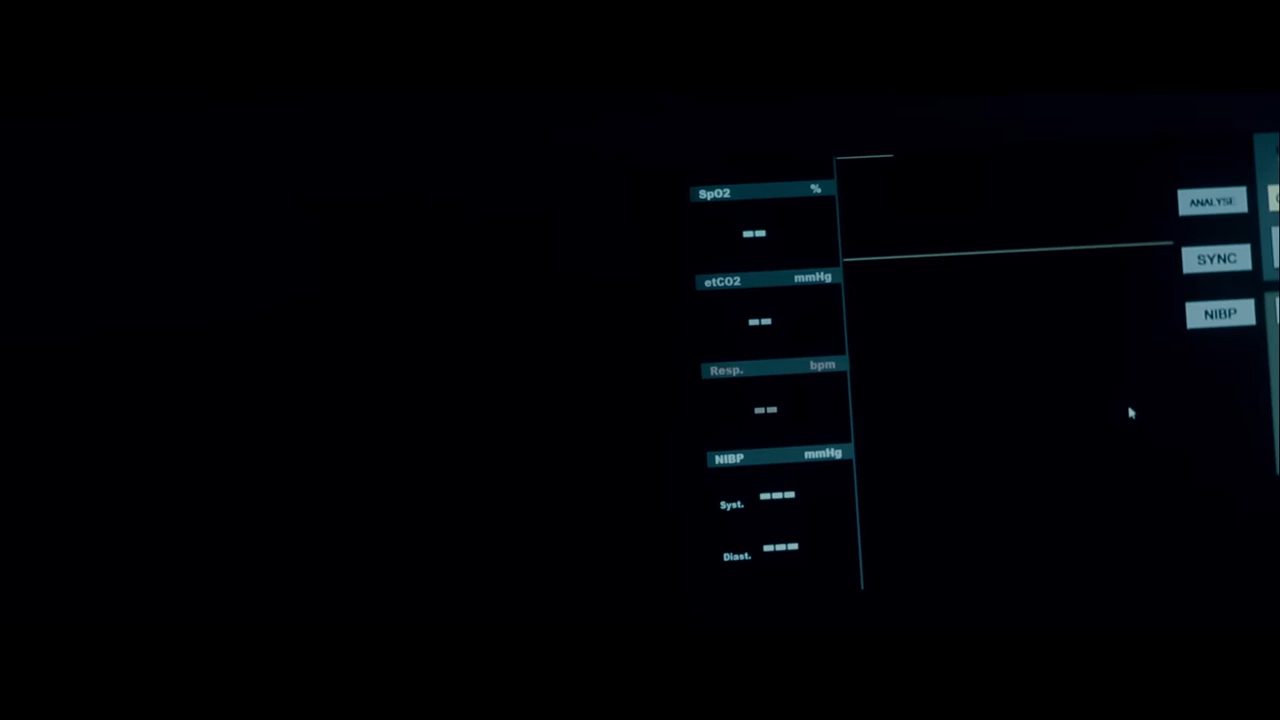 SpO2 %
--
etCO2 mmHg
--
Resp. bpm
--
NIBP mmHg
Syst. ---
Diast. ---
ANALYSE
SYNC
NIBP